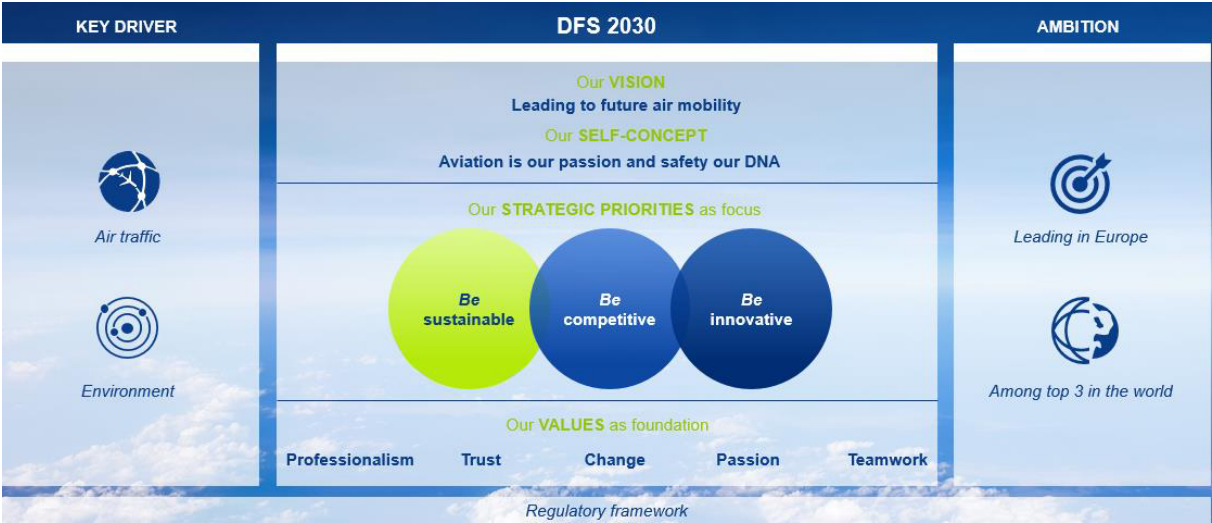 KEY DRIVER
DFS 2030
AMBITION
Air traffic
Environment
Our VISION
Leading to future air mobility
Our SELF-CONCEPT
Aviation is our passion and safety our DNA
Our STRATEGIC PRIORITIES as focus
Be
sustainable
Be
competitive
Be
innovative
Our VALUES as foundation
Professionalism Trust Change Passion Teamwork
Leading in Europe
Among top 3 in the world
Regulatory framework